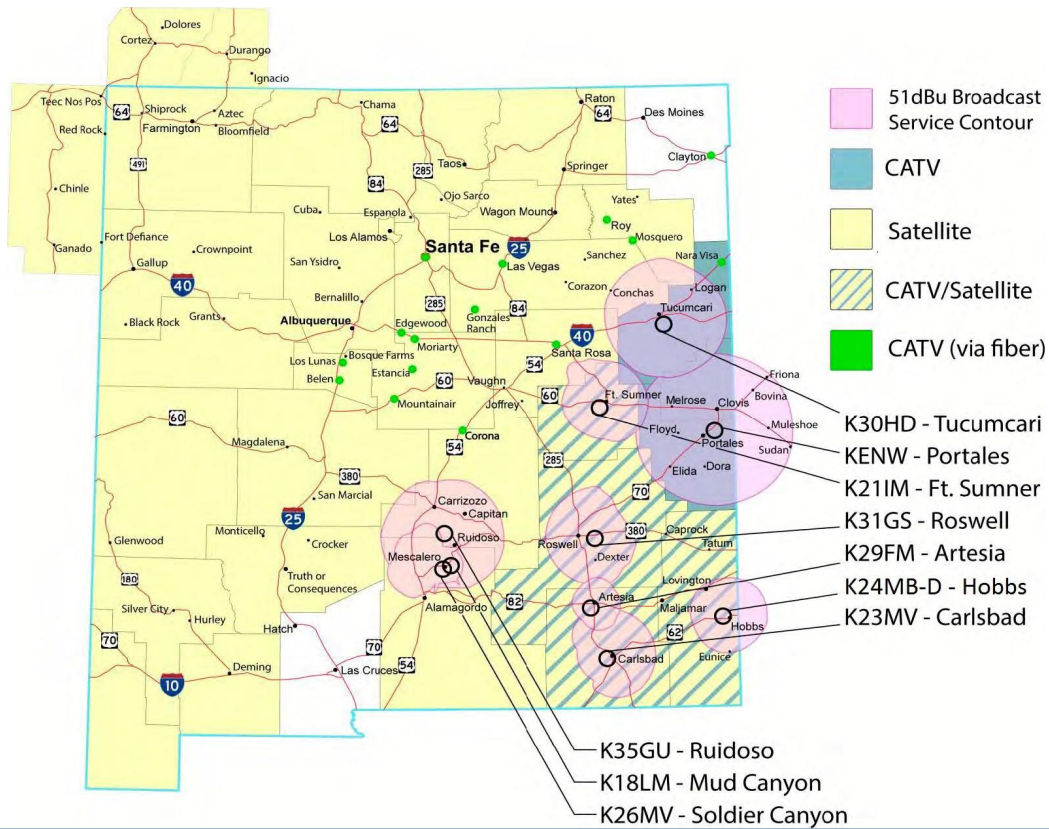 Dolores
Cortez
Durango
Ignacio
Teec Nos Pos
64
Shiprock
Aztec
Farmington
Bloomfield
Red Rock
491
Chinle
Ganado
Fort Defiance
Crownpoint
Gallup
40
Black Rock
Grants
Chama
64
Taos
285
84
Ojo Sarco
Cuba
Espanola
Los Alamos
Santa Fe
25
San Ysidro
Bernalillo
Albuquerque
Raton
64
Des Moines
Clayton
Springer
Wagon Mound
Yates
Roy
Mosquero
Sanchez
Nara Visa
Las Vegas
Corazon
Conchas
Logan
Tucumcari
285
Gonzales
Ranch
84
Edgewood
Moriarty
40
Santa Rosa
54
Los Lunas
Bosque Farms
Belen
Estancia
60
Vaughn
60
Ft. Sumner
Melrose
Clovis
Friona
Bovina
Muleshoe
Sudan
Floyd
Portales
Mountainair
Joffrey
Corona
54
285
Elida
Dora
70
60
Magdalena
380
San Marcial
25
Monticello
Crocker
Carrizozo
Capitan
Ruidoso
Mescalero
Roswell
380
Dexter
Caprock
Tatum
Glenwood
180
Truth or
Consequences
Silver City
Hurley
70
Hatch
Alamagordo
82
Artesia
Lovington
Maljamar
62
Hobbs
Eunice
Carlsbad
70
54
Deming
Las Cruces
10
51dBu Broadcast
Service Contour
CATV
Satellite
CATV/Satellite
CATV (via fiber)
K30HD - Tucumcari
KENW - Portales
K21IM - Ft. Sumner
K31GS - Roswell
K29FM - Artesia
K24MB-D - Hobbs
K23MV - Carlsbad
K35GU - Ruidoso
K18LM - Mud Canyon
K26MV - Soldier Canyon